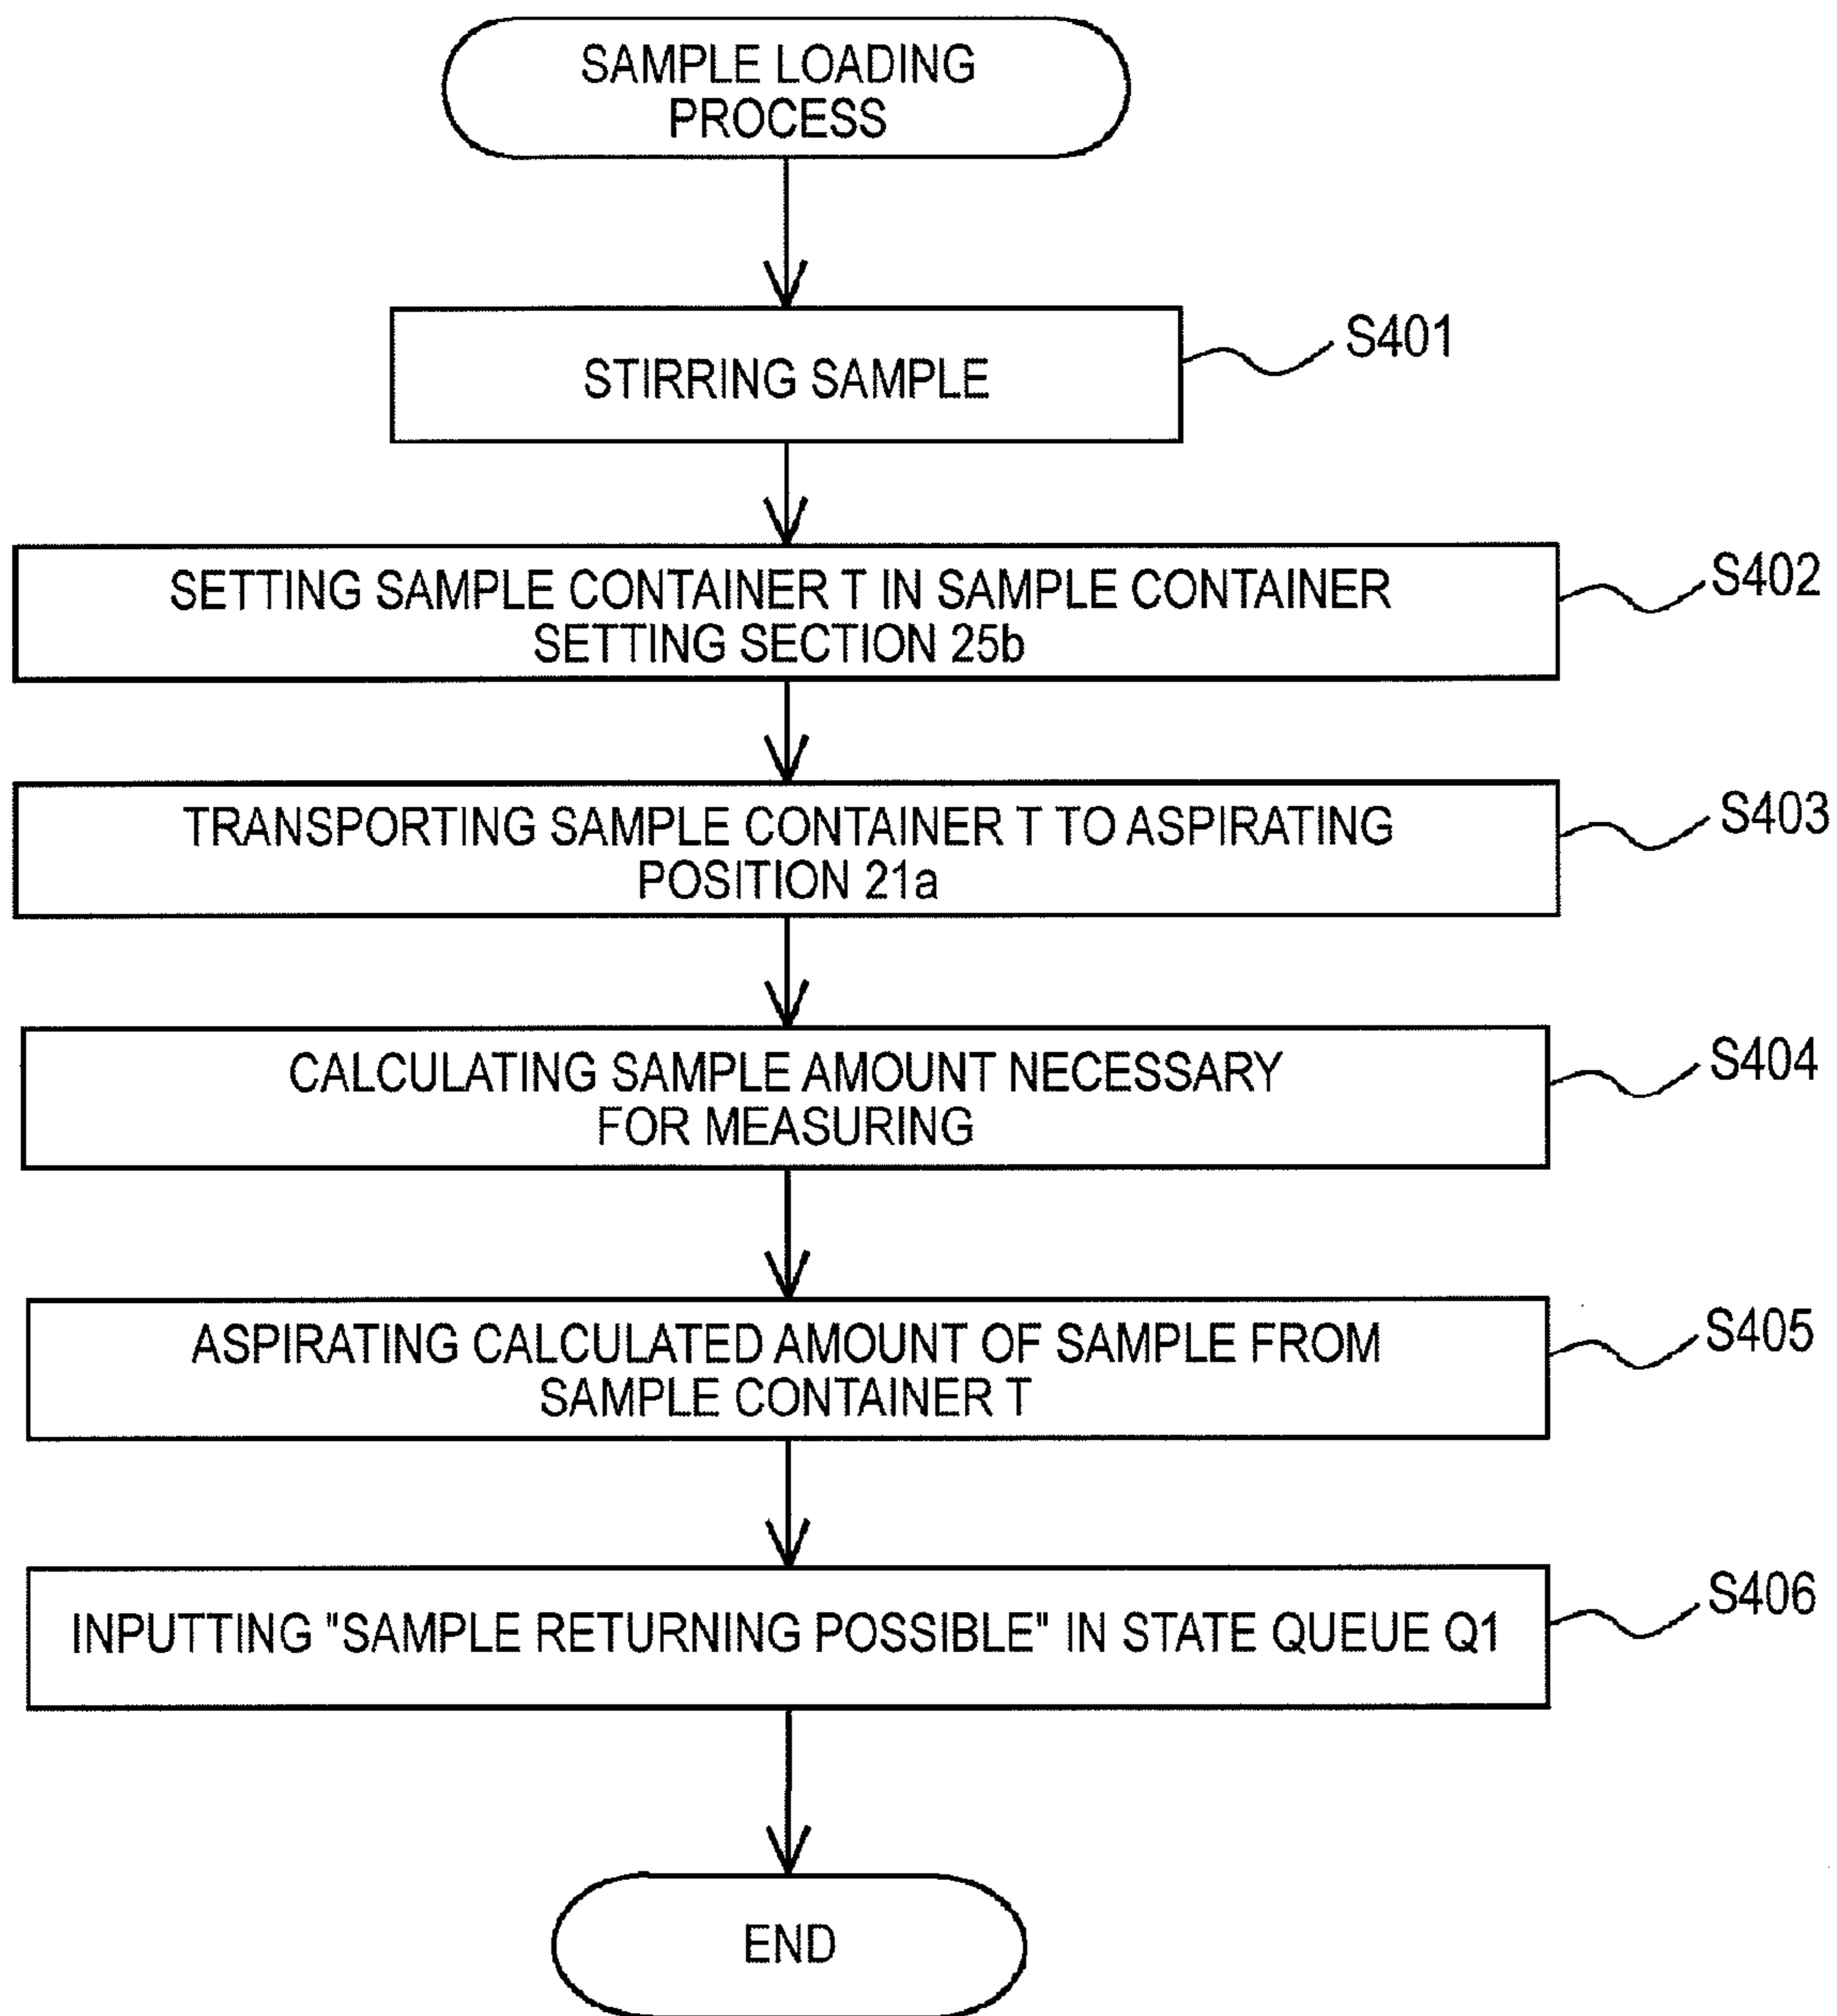 SAMPLE LOADING
PROCESS
STIRRING SAMPLE
S401
SETTING SAMPLE CONTAINER T IN SAMPLE CONTAINER
SETTING SECTION 25b
S402
TRANSPORTING SAMPLE CONTAINER T TO ASPIRATING
POSITION 21a
S403
CALCULATING SAMPLE AMOUNT NECESSARY
FOR MEASURING
S404
ASPIRATING CALCULATED AMOUNT OF SAMPLE FROM
SAMPLE CONTAINER T
S405
INPUTTING "SAMPLE RETURNING POSSIBLE" IN STATE QUEUE Q1
S406
END